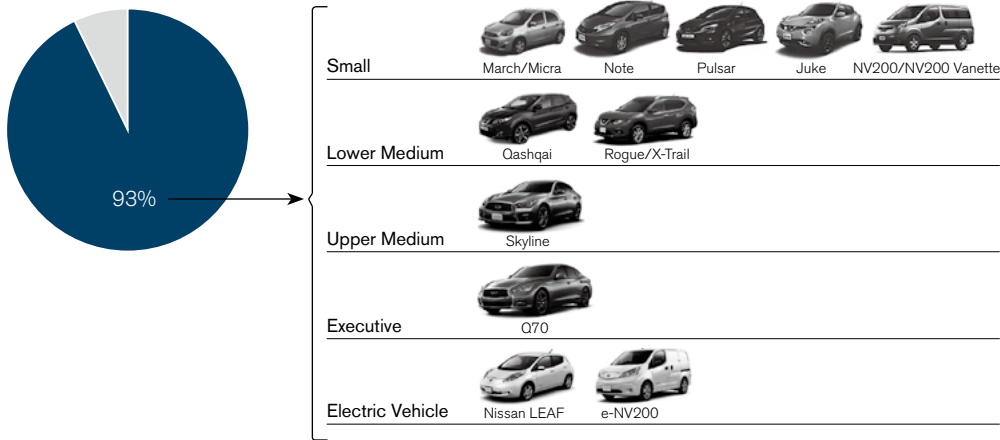 Small
March/Micra Note Pulsar Juke NV200/NV200 Vanette
Lower Medium
Qashqai Rogue/X-Trail
93%
Upper Medium
Skyline
Executive
Q70
Electric Vehicle
Nissan LEAF e-NV200